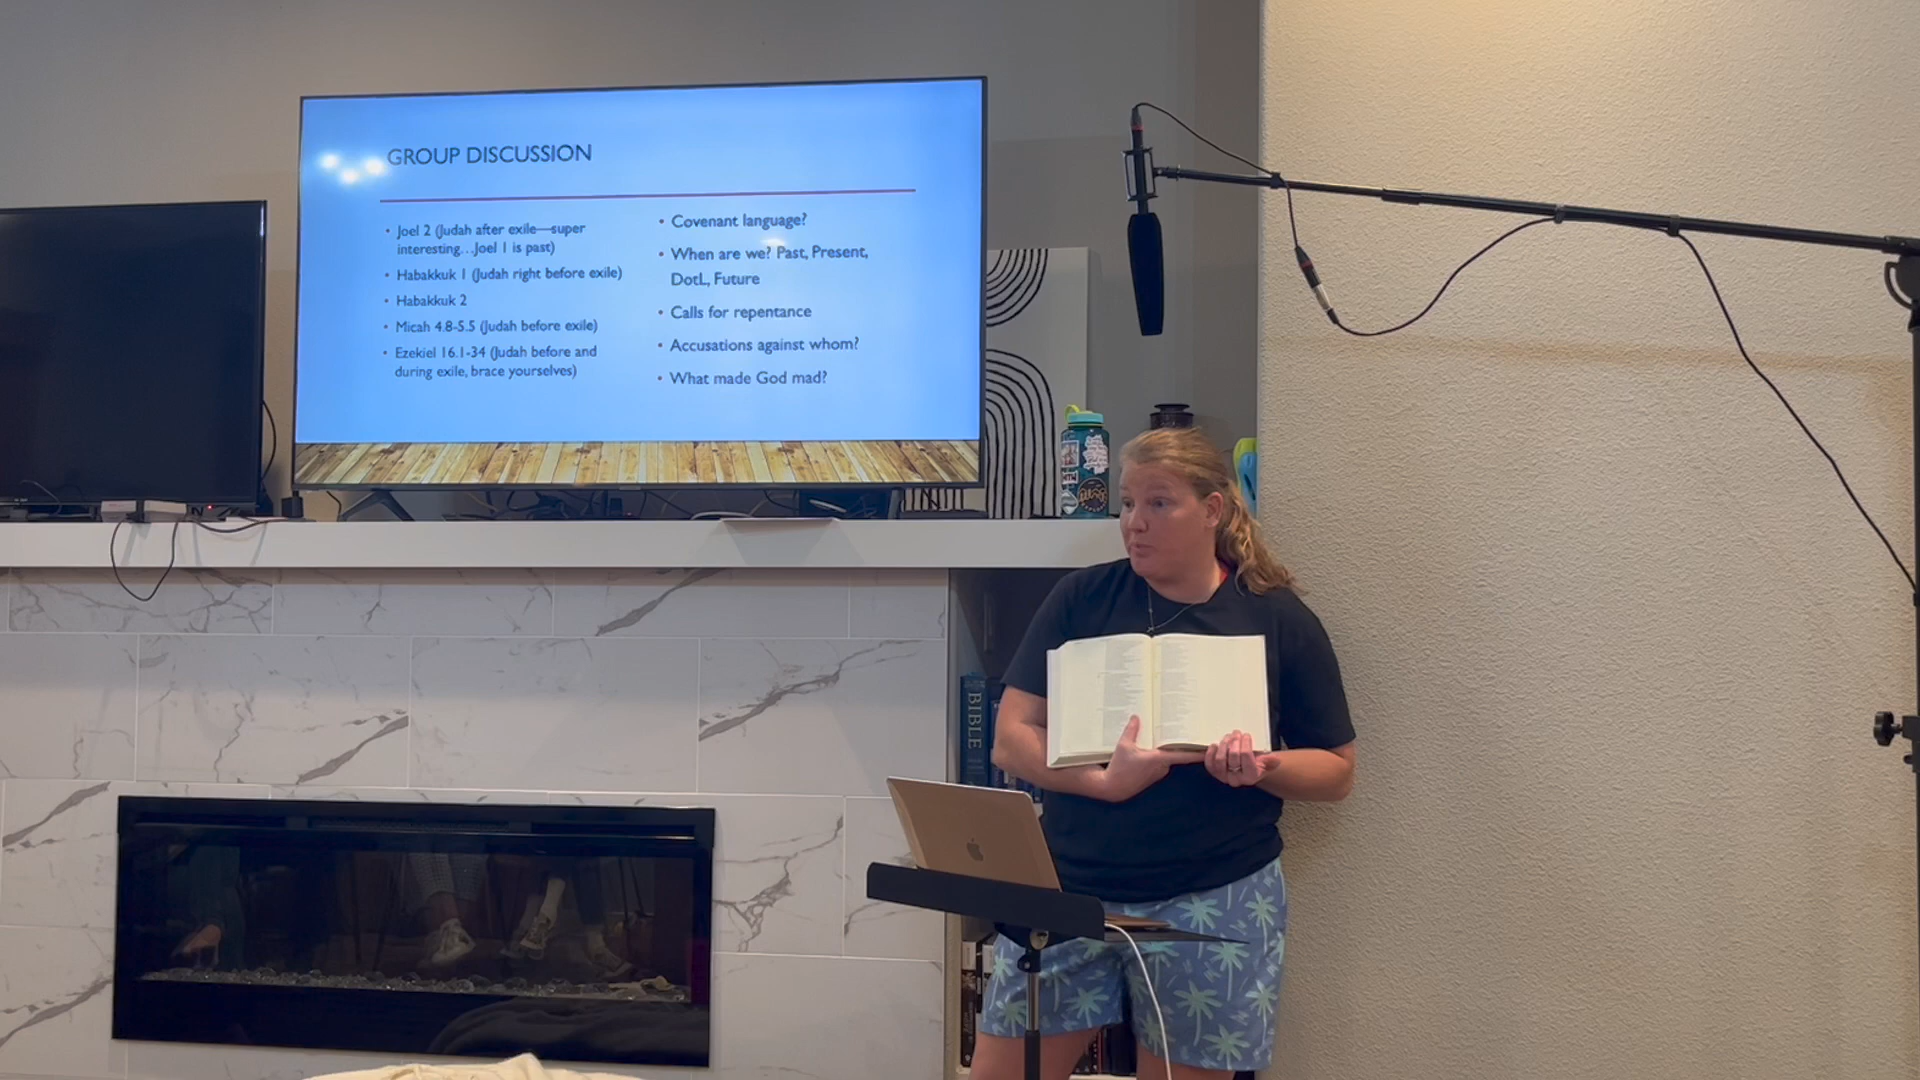 GROUP DISCUSSION
• Joel 2 (Judah after exile—super
interesting…Joel 1 is past)
• Habakkuk 1 (Judah right before exile)
• Habakkuk 2
• Micah 4.8-5.5 (Judah before exile)
• Ezekiel 16.1-34 (Judah before and
during exile, brace yourselves)
• Covenant language?
• When are we? Past, Present,
DotL, Future
• Calls for repentance
• Accusations against whom?
• What made God mad?
BIBLE